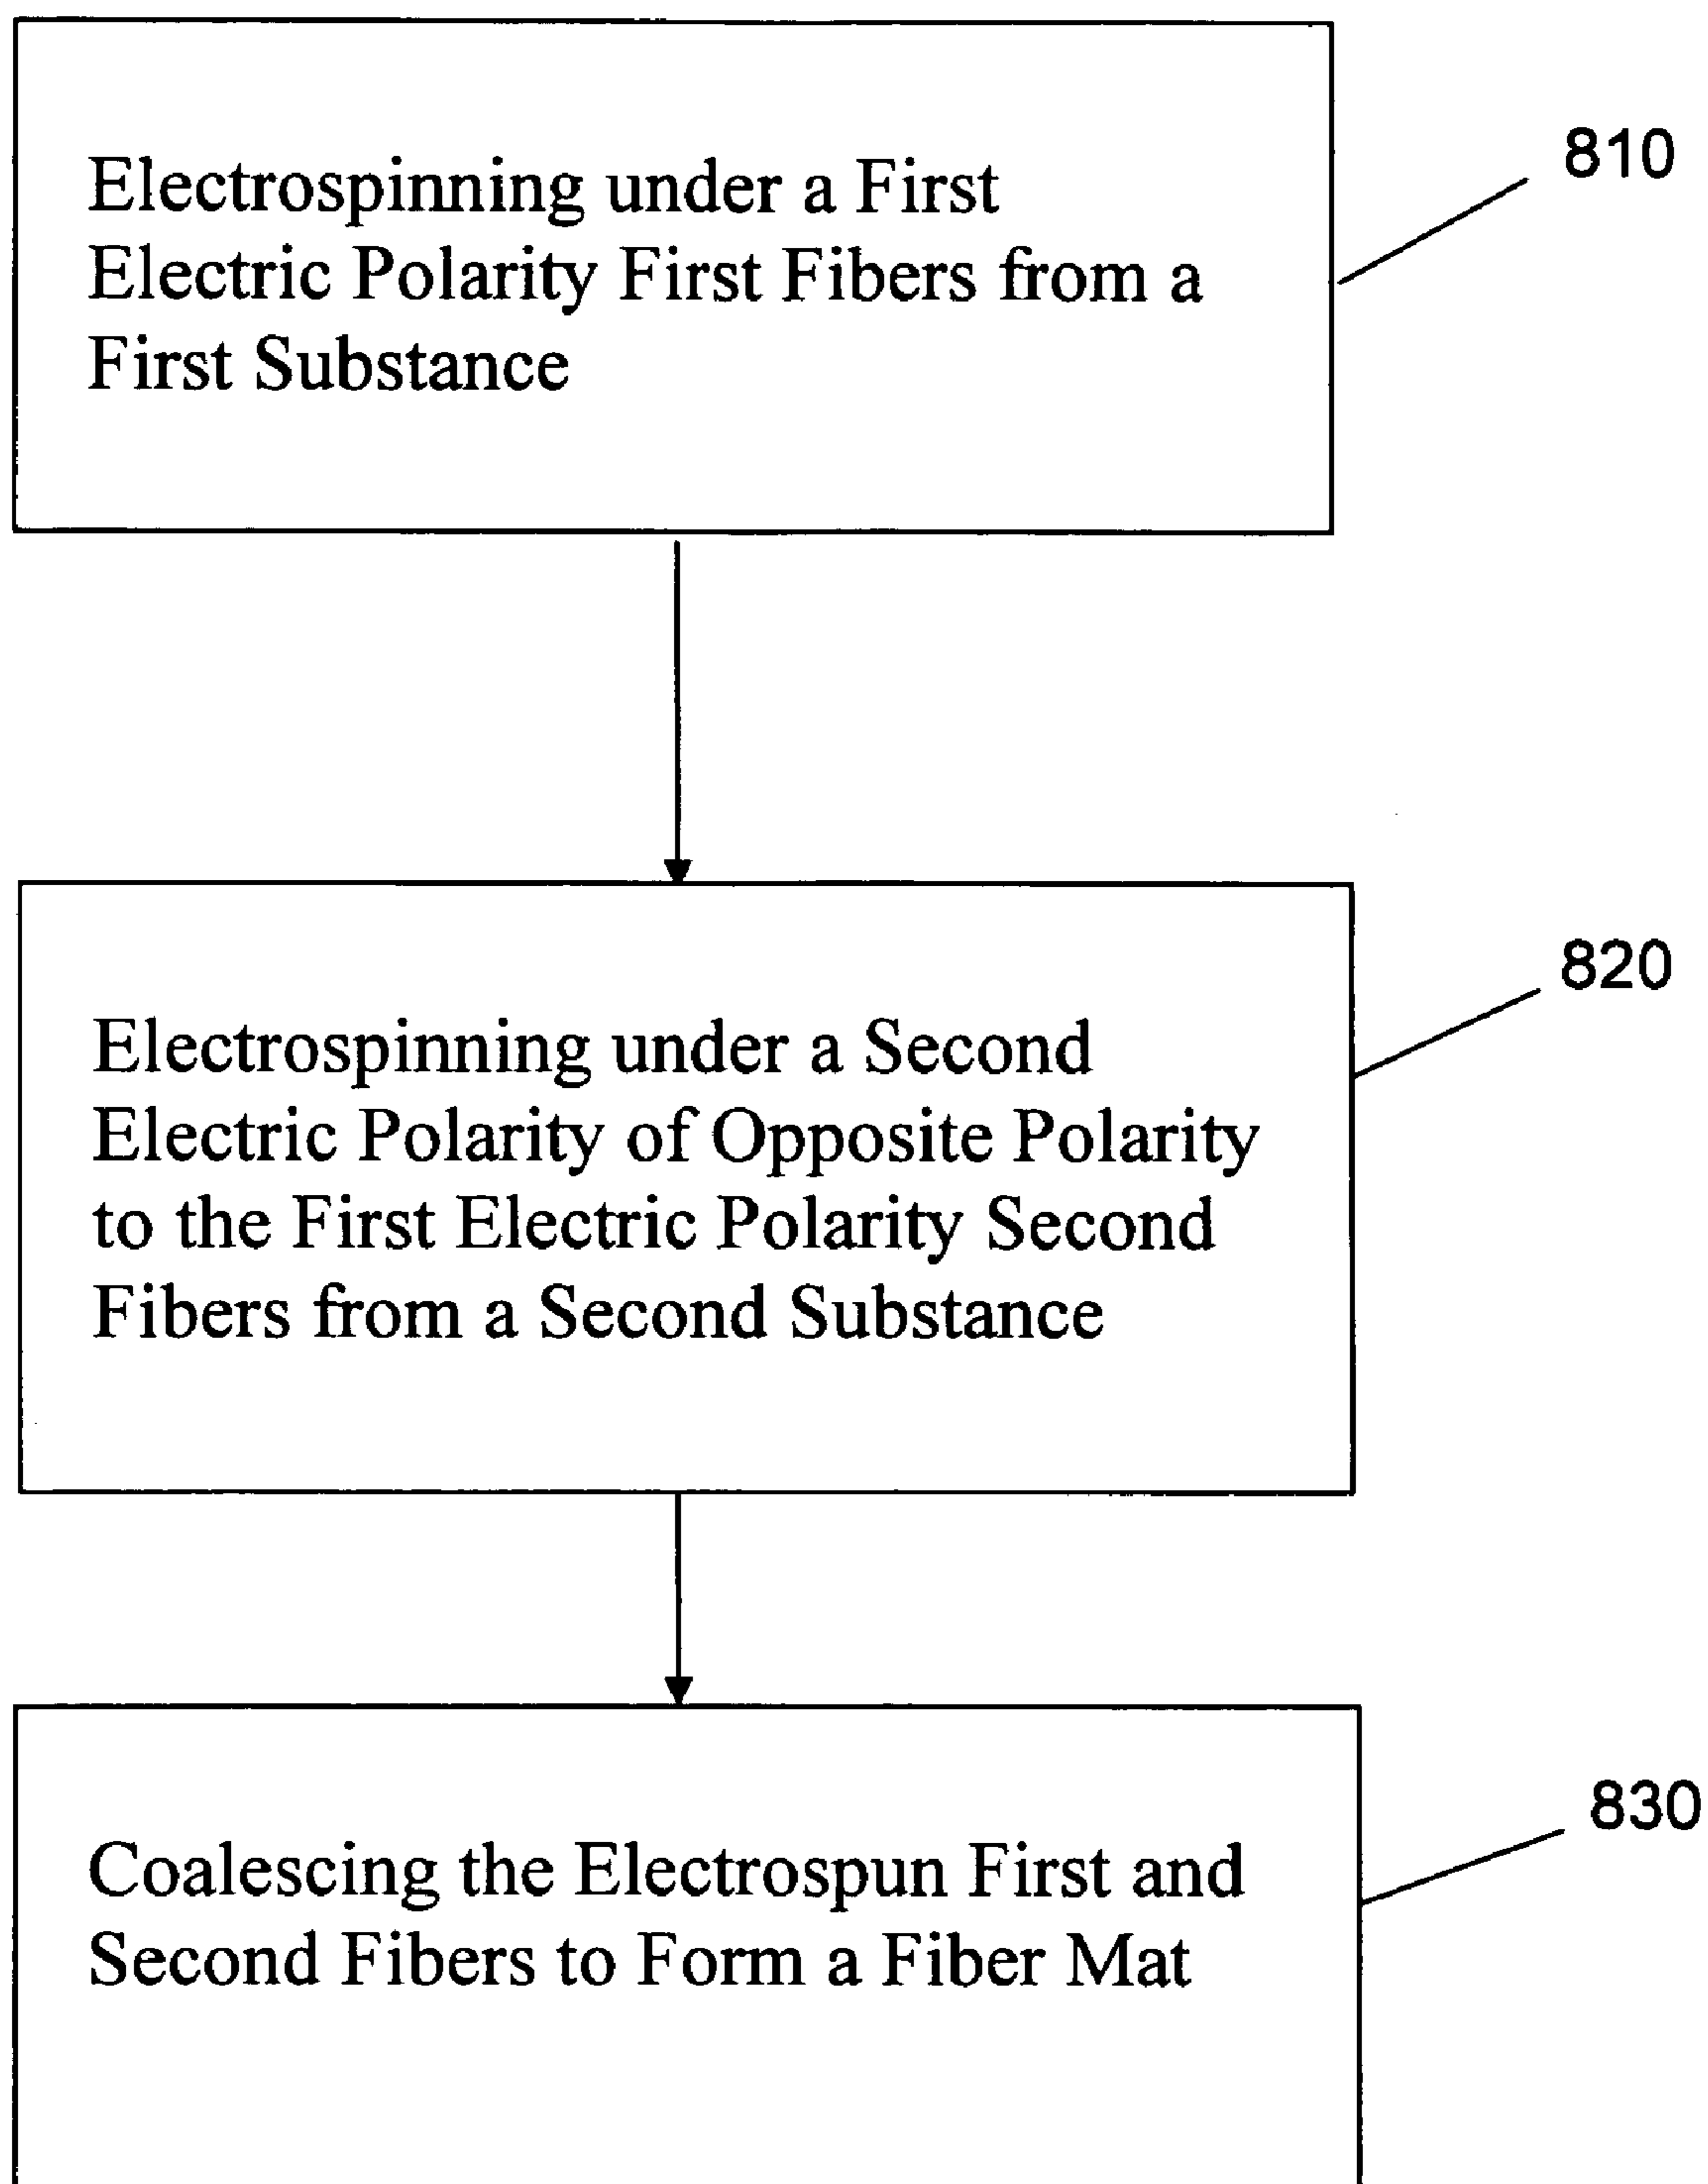 Electrospinning under a First
Electric Polarity First Fibers from a
First Substance
810
Electrospinning under a Second
Electric Polarity of Opposite Polarity
to the First Electric Polarity Second
Fibers from a Second Substance
820
Coalescing the Electrospun First and
Second Fibers to Form a Fiber Mat
830